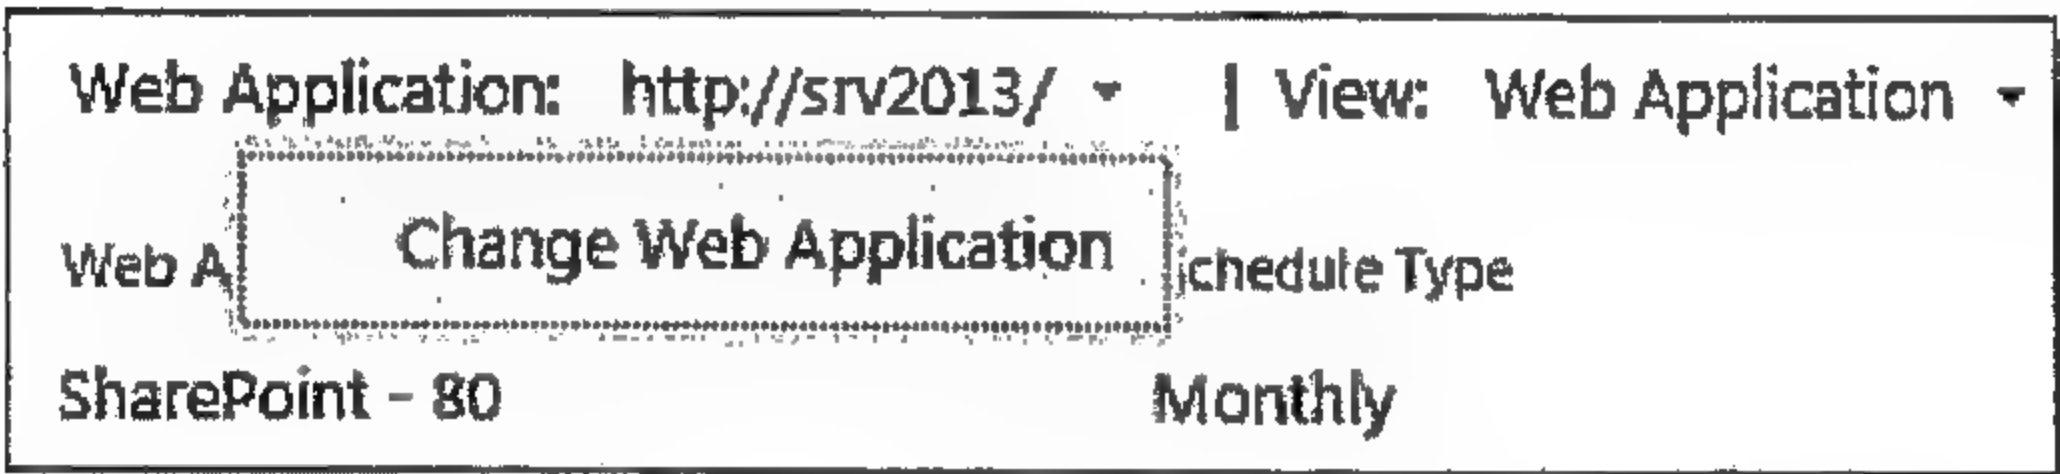 Web Application: http://srv2013/ | View: Web Application
Change Web Application
Web A chedule Type
SharePoint - 80 Monthly